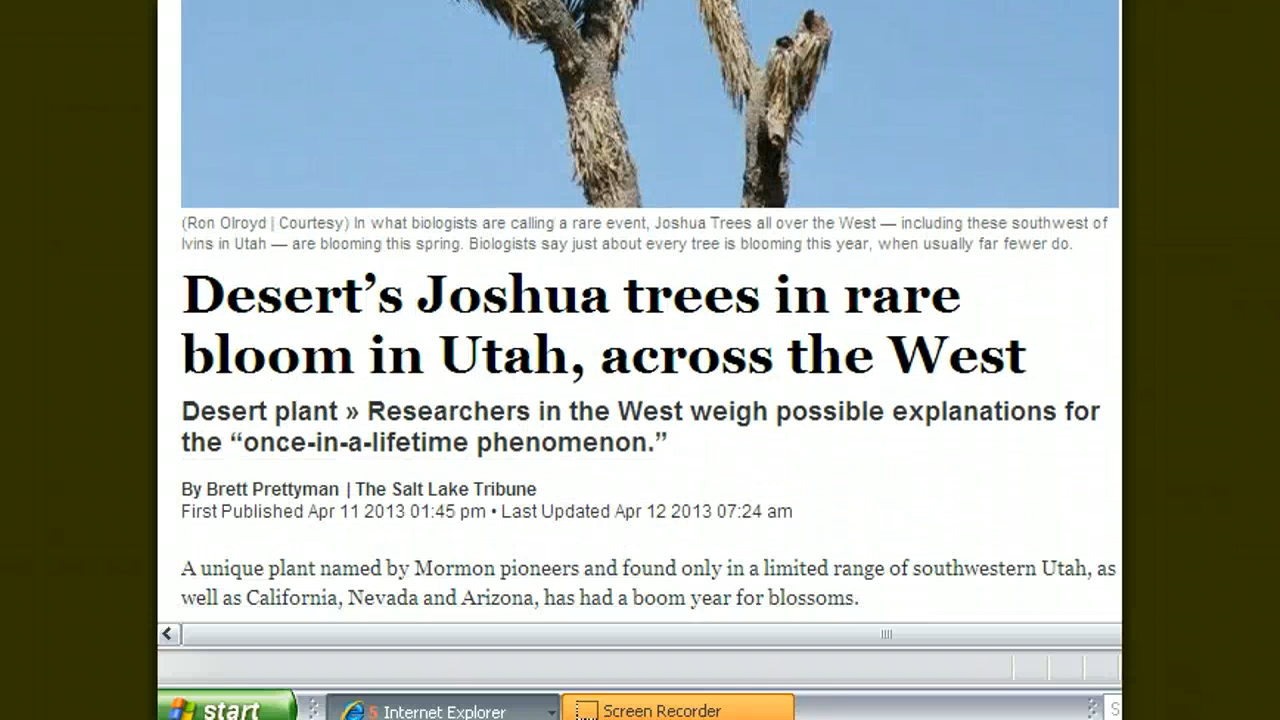 (Ron Olroyd | Courtesy) In what biologists are calling a rare event, Joshua Trees all over the West — including these southwest of
Ivins in Utah — are blooming this spring. Biologists say just about every tree is blooming this year, when usually far fewer do.
Desert’s Joshua trees in rare
bloom in Utah, across the West
Desert plant » Researchers in the West weigh possible explanations for
the “once-in-a-lifetime phenomenon.”
By Brett Prettyman | The Salt Lake Tribune
First Published Apr 11 2013 01:45 pm • Last Updated Apr 12 2013 07:24 am
A unique plant named by Mormon pioneers and found only in a limited range of southwestern Utah, as
well as California, Nevada and Arizona, has had a boom year for blossoms.
start 5 Internet Explorer Screen Recorder S